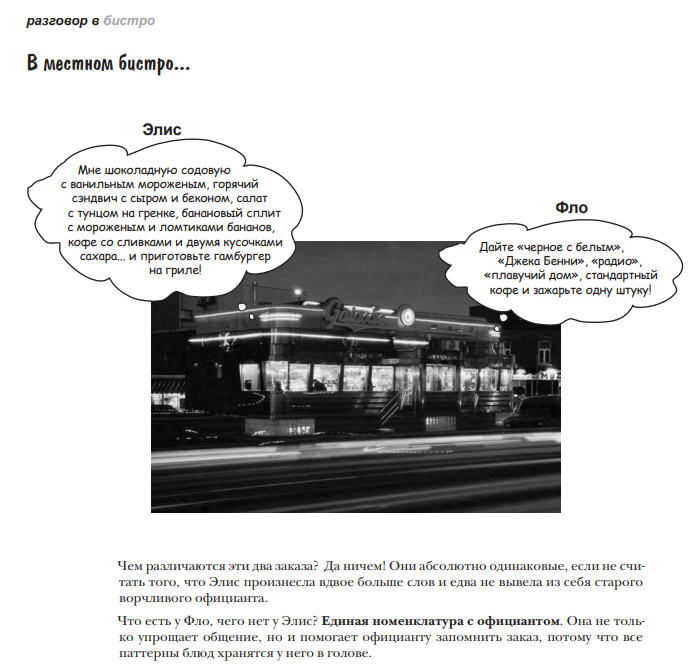 разговор в бистро
В местном бистро...
Элис
Мне шоколадную содовую
с ванильным мороженым, горячий
сэндвич с сыром и беконом, салат
с тунцом на гренке, банановый сплит
с мороженым и ломтиками бананов,
кофе со сливками и двумя кусочками
сахара... и приготовьте гамбургер
на гриле!
Фло
Дайте «черное с белым»,
«Джека Бенни», «радио»,
«плавучий дом», стандартный
кофе и зажарьте одну штуку!
Чем различаются эти два заказа? Да ничем! Они абсолютно одинаковые, если не счи-
тать того, что Элис произнесла вдвое больше слов и едва не вывела из себя старого
ворчливого официанта.
Что есть у Фло, чего нет у Элис? Единая номенклатура с официантом. Она не толь-
ко упрощает общение, но и помогает официанту запомнить заказ, потому что все
паттерны блюд хранятся у него в голове.